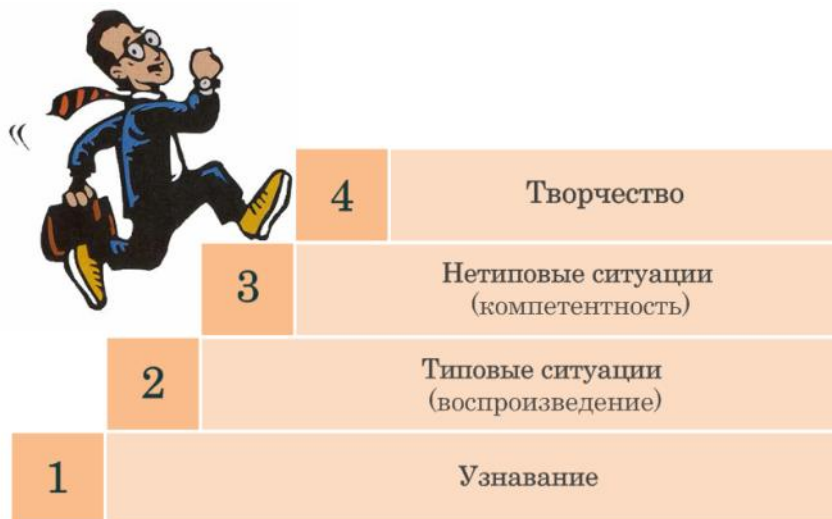 4
Творчество
3
Нетиповые ситуации
(компетентность)
2
Типовые ситуации
(воспроизведение)
1
Узнавание